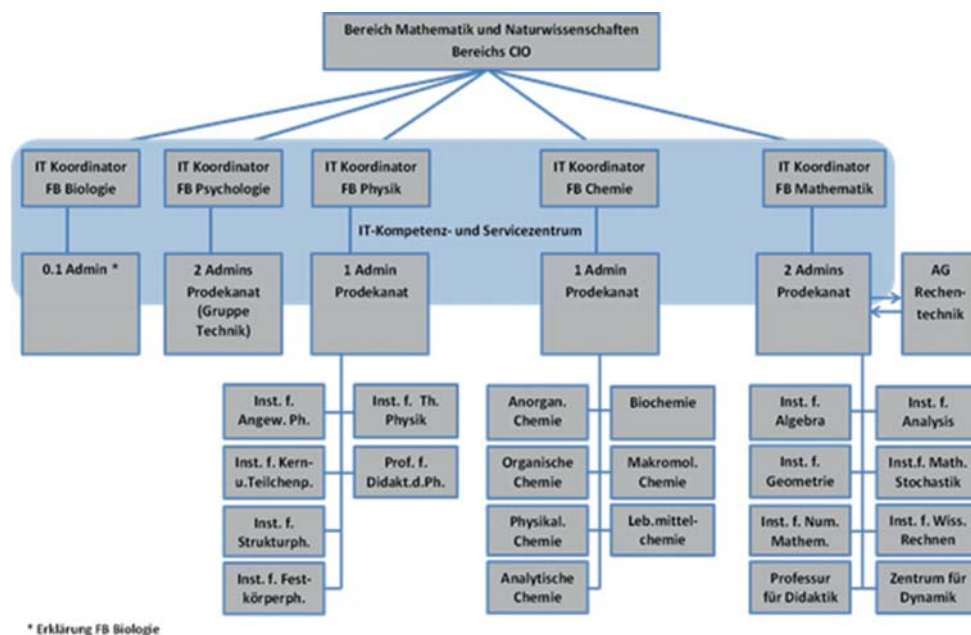 Bereich Mathematik und Naturwissenschaften
Bereichs CIO
IT Koordinator
FB Biologie
IT Koordinator
FB Psychologie
IT Koordinator
FB Physik
IT Koordinator
FB Chemie
IT Koordinator
FB Mathematik
IT-Kompetenz- und Servicezentrum
0.1 Admin *
2 Admins
Prodekanat
(Gruppe
Technik)
1 Admin
Prodekanat
1 Admin
Prodekanat
2 Admins
Prodekanat
AG
Rechen-
technik
Inst. f.
Angew. Ph.
Inst. f. Th.
Physik
Inst. f. Kern-
u.Teilchenp.
Prof. f.
Didakt.d.Ph.
Inst. f.
Strukturph.
Inst. f. Fest-
körperph.
Anorgan.
Chemie
Biochemie
Organische
Chemie
Makromol.
Chemie
Physikal.
Chemie
Leb.mittel-
chemie
Analytische
Chemie
Inst. f.
Algebra
Inst. f.
Analysis
Inst. f.
Geometrie
Inst.f. Math.
Stochastik
Inst. f. Num.
Mathem.
Inst. f. Wiss.
Rechnen
Professur
für Didaktik
Zentrum für
Dynamik
* Erklärung FB Biologie